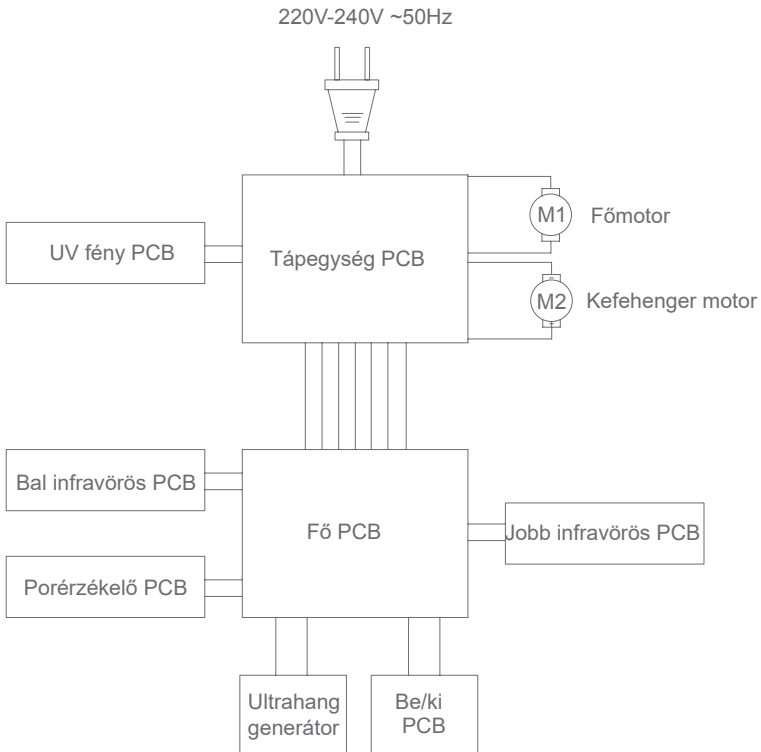 220V-240V ~50Hz
M1
Főmotor
UV fény PCB
Tápegység PCB
M2
Kefehenger motor
Bal infravörös PCB
Fő PCB
Jobb infravörös PCB
Porérzékelő PCB
Ultrahang
generátor
Be/ki
PCB